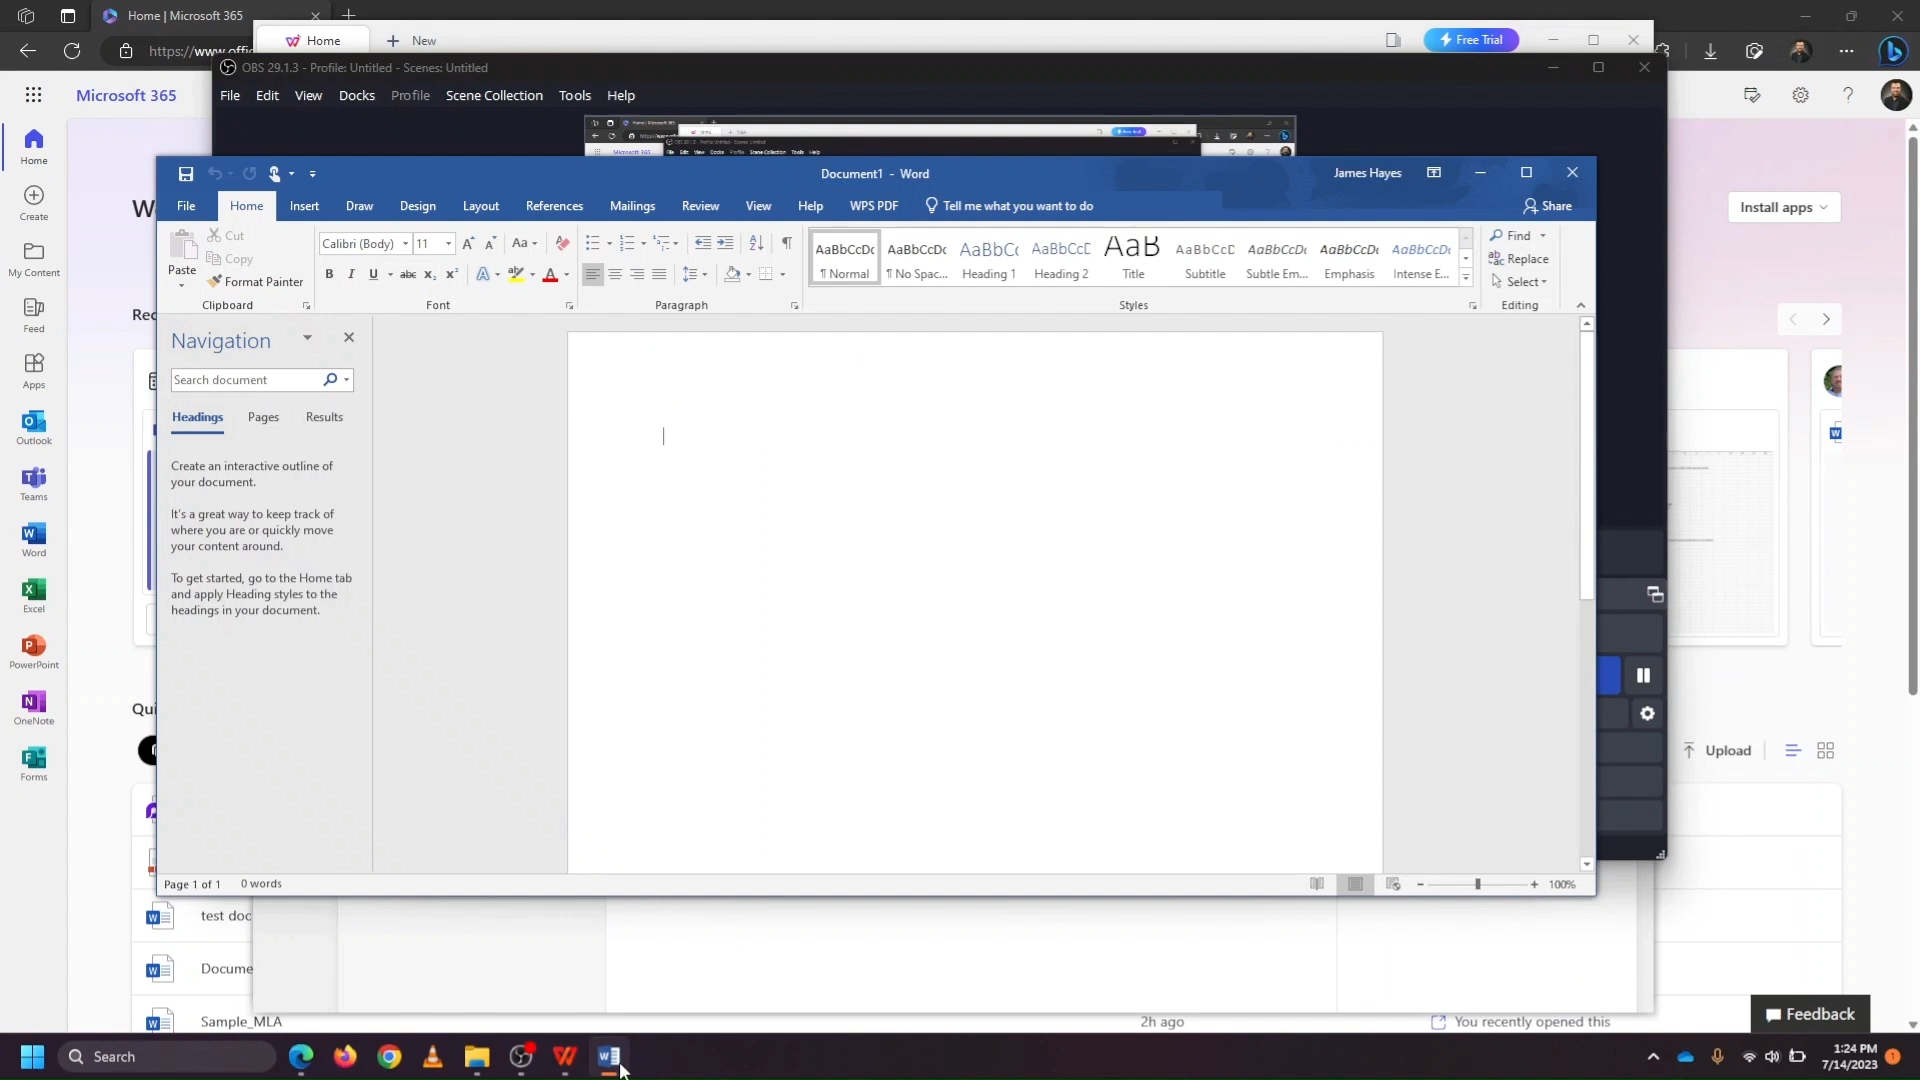 Home | Microsoft 365
https://www.offic
Home
New
Free Trial
OBS 29.1.3 - Profile: Untitled - Scenes: Untitled
File Edit View Docks Profile Scene Collection Tools Help
Microsoft 365
Install apps
Home
Create
My Content
Feed
Apps
Outlook
Teams
Word
Excel
PowerPoint
OneNote
Forms
Document1 - Word
James Hayes
File Home Insert Draw Design Layout References Mailings Review View Help WPS PDF Tell me what you want to do
Share
Paste
Cut
Copy
Format Painter
Clipboard
Calibri (Body) 11
Font
Paragraph
AaBbCcDc AaBbCcDc AaBbCc AaBbCcD AaB AaBbCcD AaBbCcDc AaBbCcDc AaBbCcDc
¶ Normal ¶ No Spac... Heading 1 Heading 2 Title Subtitle Subtle Em... Emphasis Intense E...
Styles
Find
Replace
Select
Editing
Navigation
Search document
Headings Pages Results
Create an interactive outline of
your document.
It's a great way to keep track of
where you are or quickly move
your content around.
To get started, go to the Home tab
and apply Heading styles to the
headings in your document.
Page 1 of 1 0 words
100%
Rec
Qui
Upload
test doc
Docume
Sample_MLA
2h ago
You recently opened this
Feedback
Search
1:24 PM
7/14/2023
1